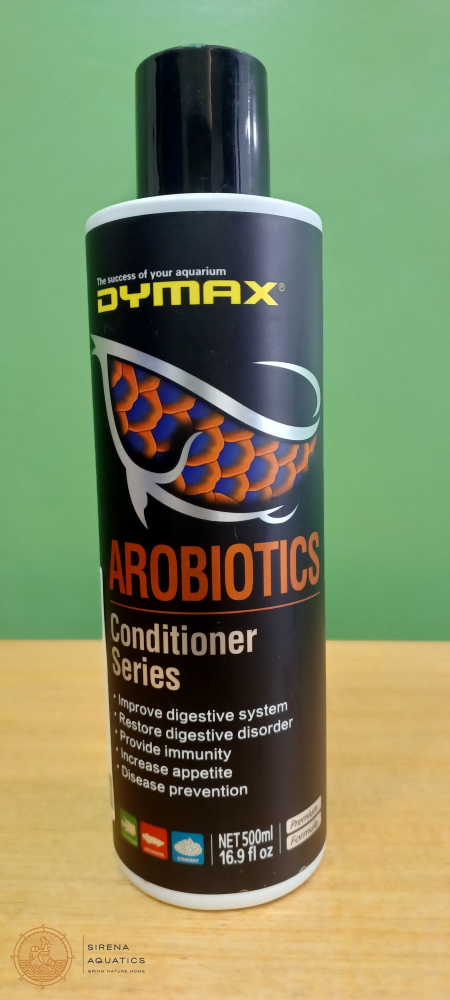 The success of your aquarium
DYMAX®
AROBIOTICS
Conditioner
Series
· Improve digestive system
· Restore digestive disorder
· Provide immunity
· Increase appetite
· Disease prevention
NET 500ml
16.9 fl oz
Premium
Formula
SIRENA
AQUATICS
BRING NATURE HOME